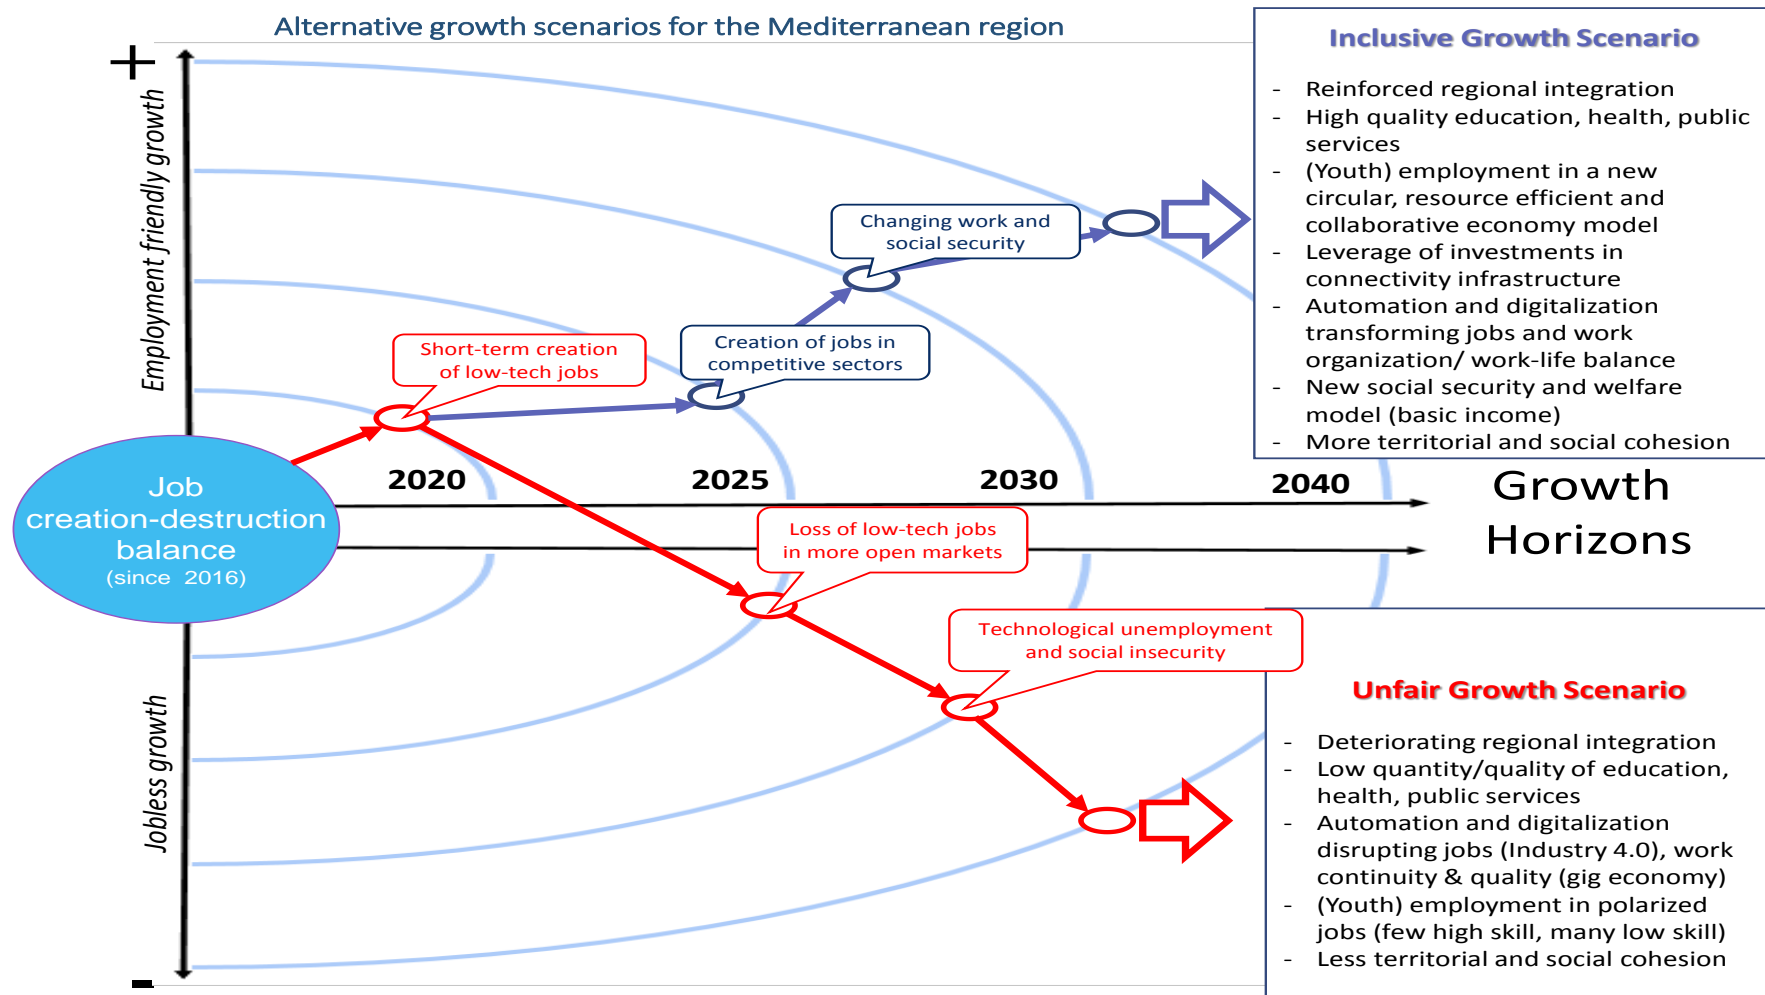 Alternative growth scenarios for the Mediterranean region
+
Employment friendly growth
Jobless growth
-
Job
creation-destruction
balance
(since 2016)
Short-term creation
of low-tech jobs
Creation of jobs in
competitive sectors
Changing work and
social security
2020
2025
2030
2040
Growth
Horizons
Loss of low-tech jobs
in more open markets
Technological unemployment
and social insecurity
Inclusive Growth Scenario
- Reinforced regional integration
- High quality education, health, public
services
- (Youth) employment in a new
circular, resource efficient and
collaborative economy model
- Leverage of investments in
connectivity infrastructure
- Automation and digitalization
transforming jobs and work
organization/ work-life balance
- New social security and welfare
model (basic income)
- More territorial and social cohesion
Unfair Growth Scenario
- Deteriorating regional integration
- Low quantity/quality of education,
health, public services
- Automation and digitalization
disrupting jobs (Industry 4.0), work
continuity & quality (gig economy)
- (Youth) employment in polarized
jobs (few high skill, many low skill)
- Less territorial and social cohesion